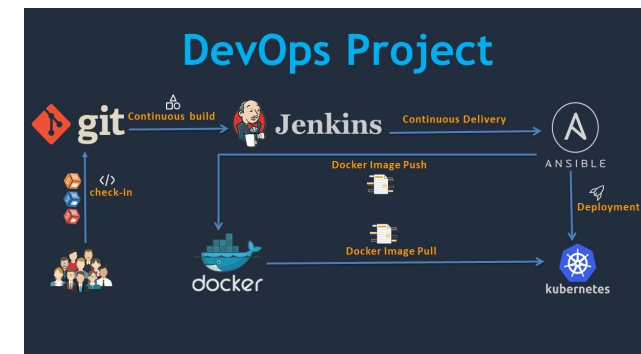 DevOps Project
git
Continuous build
Jenkins
Continuous Delivery
ANSIBLE
</>
check-in
Docker Image Push
Deployment
docker
Docker Image Pull
kubernetes